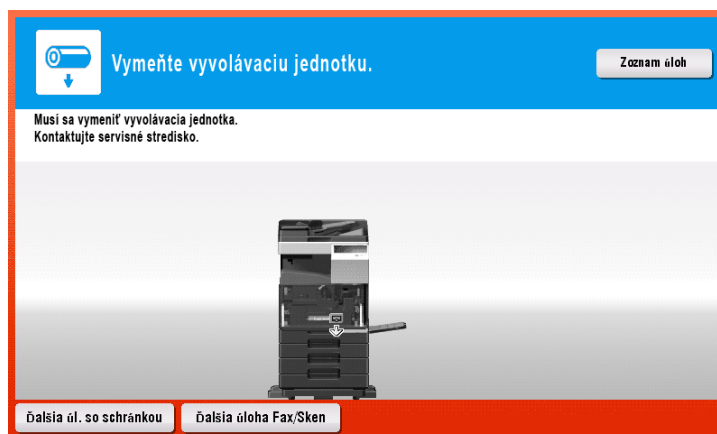 Vymeňte vyvolávaciu jednotku.
Zoznam úloh
Musí sa vymeniť vyvolávacia jednotka.
Kontaktujte servisné stredisko.
Ďalšia úl. so schránkou
Ďalšia úloha Fax/Sken